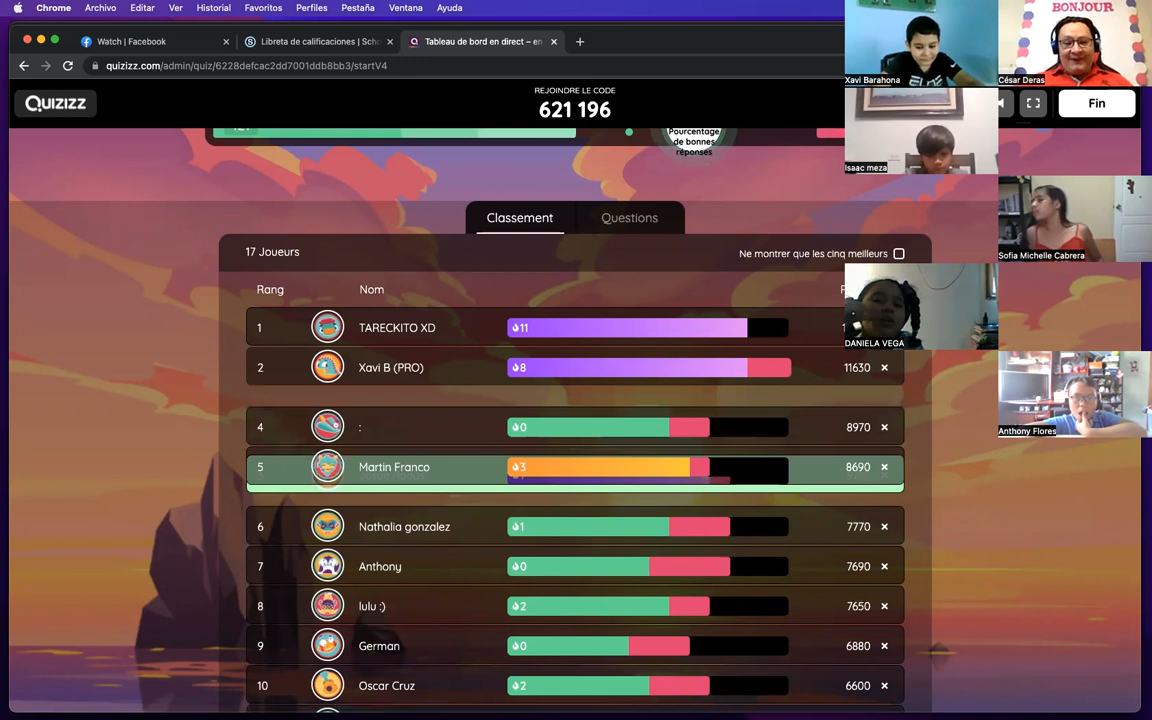 Chrome Archivo Editar Ver Historial Favoritos Perfiles Pestaña Ventana Ayuda
Watch | Facebook
Libreta de calificaciones | Scho
Tableau de bord en direct – en
quizizz.com/admin/quiz/6228defcac2dd7001ddb8bb3/startV4
Quizizz
REJOINDRE LE CODE
621 196
Fin
Pourcentage
de bonnes
réponses
Classement Questions
17 Joueurs
Ne montrer que les cinq meilleurs
Rang Nom
1 TARECKITO XD 11
2 Xavi B (PRO) 8 11630
4 : 0 8970
5 Martin Franco 3 8690
6 Nathalia gonzalez 1 7770
7 Anthony 0 7690
8 lulu :) 2 7650
9 German 0 6880
10 Oscar Cruz 2 6600
BONJOUR
Xavi Barahona
César Deras
Isaac meza
Sofia Michelle Cabrera
DANIELA VEGA
Anthony Flores